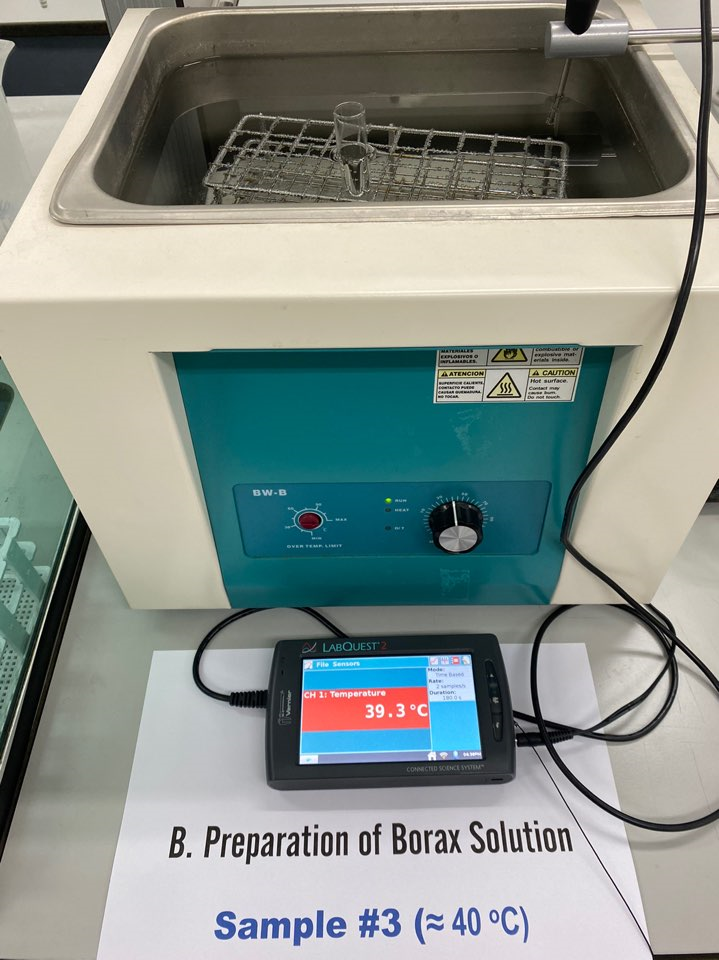 MATERIALES
EXPLOSIVOS O
INFLAMABLES.
combustible or
explosive mat-
erials inside.
ATENCION
SUPERFICIE CALIENTE,
CONTACTO PUEDE
CAUSAR QUEMADURA,
NO TOCAR.
CAUTION
Hot surface.
Contact may
cause burn.
Do not touch.
BW-B
MAX
MIN
°C
OVER TEMP. LIMIT
RUN
HEAT
LABQUEST 2
Vernier
File Sensors
Mode:
Time Based
Rate:
2 samples/s
Duration:
180.0 s
CH 1: Temperature
39.3 °C
CONNECTED SCIENCE SYSTEM™
B. Preparation of Borax Solution
Sample #3 (≈ 40 °C)